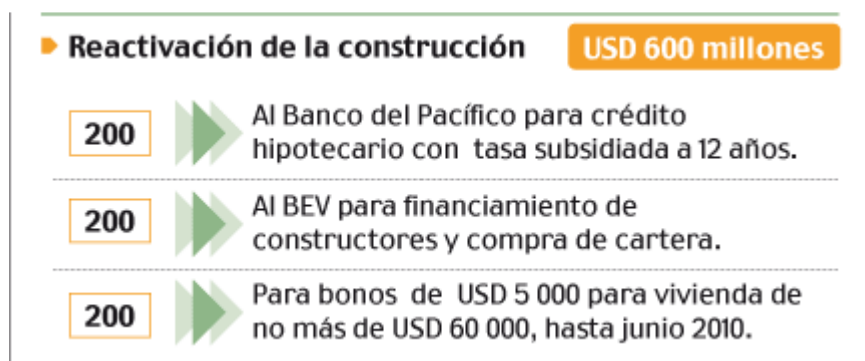 Reactivación de la construcción USD 600 millones
200
Al Banco del Pacífico para crédito
hipotecario con tasa subsidiada a 12 años.
200
Al BEV para financiamiento de
constructores y compra de cartera.
200
Para bonos de USD 5 000 para vivienda de
no más de USD 60 000, hasta junio 2010.